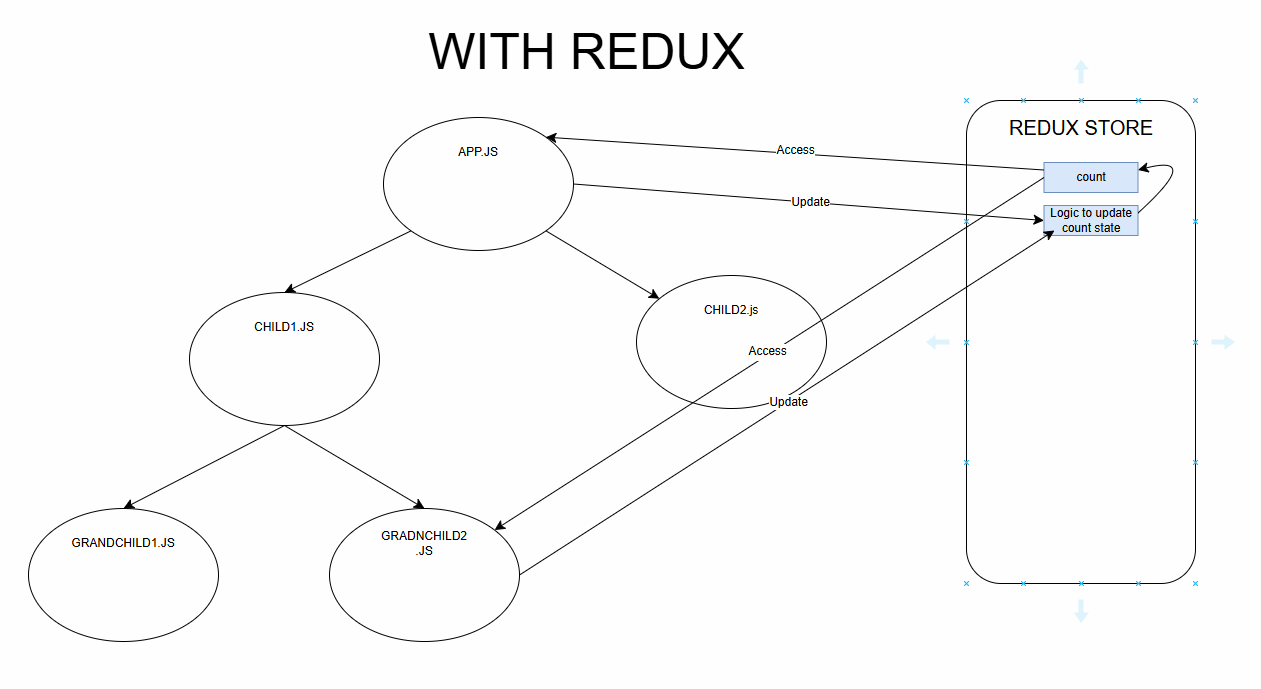 WITH REDUX
REDUX STORE
APP.JS
Access
count
Update
Logic to update
count state
CHILD1.JS
CHILD2.js
Access
Update
GRANDCHILD1.JS
GRADNCHILD2
.JS